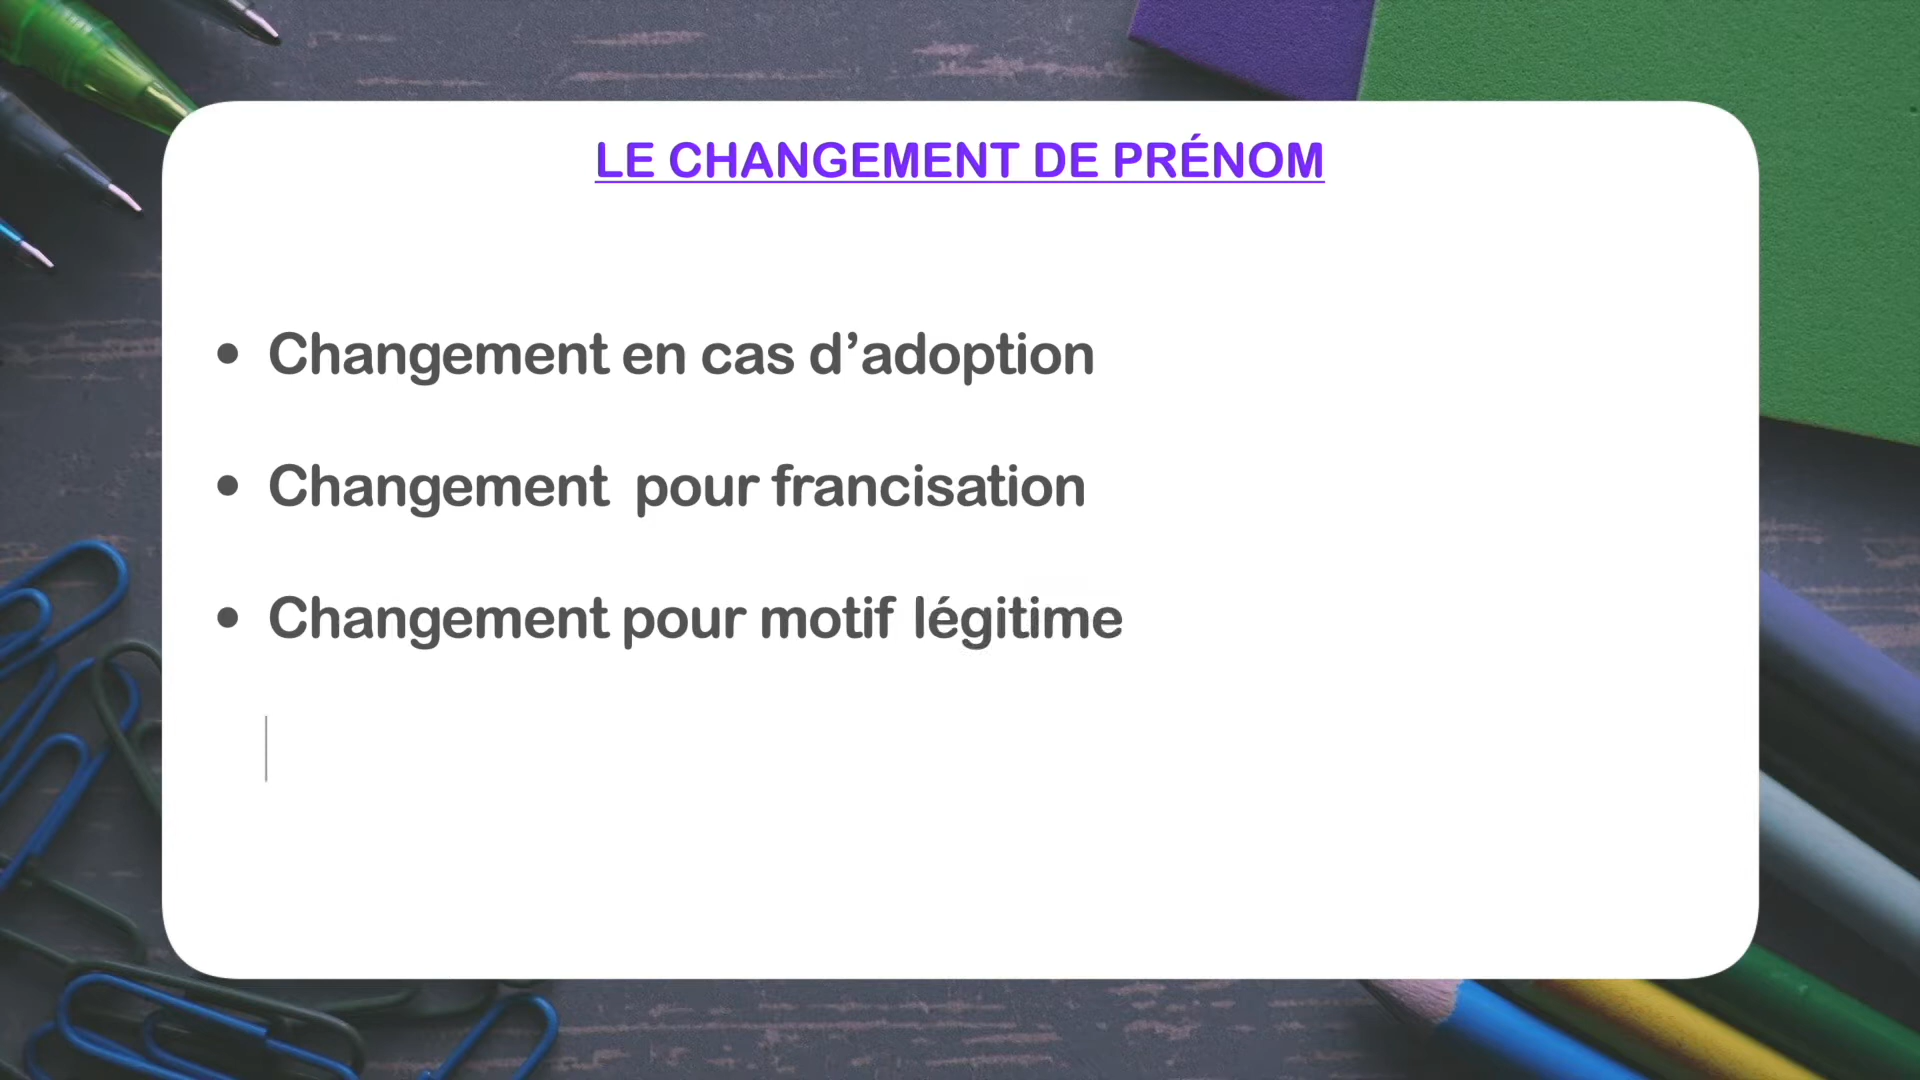 LE CHANGEMENT DE PRÉNOM
• Changement en cas d’adoption
• Changement pour francisation
• Changement pour motif légitime